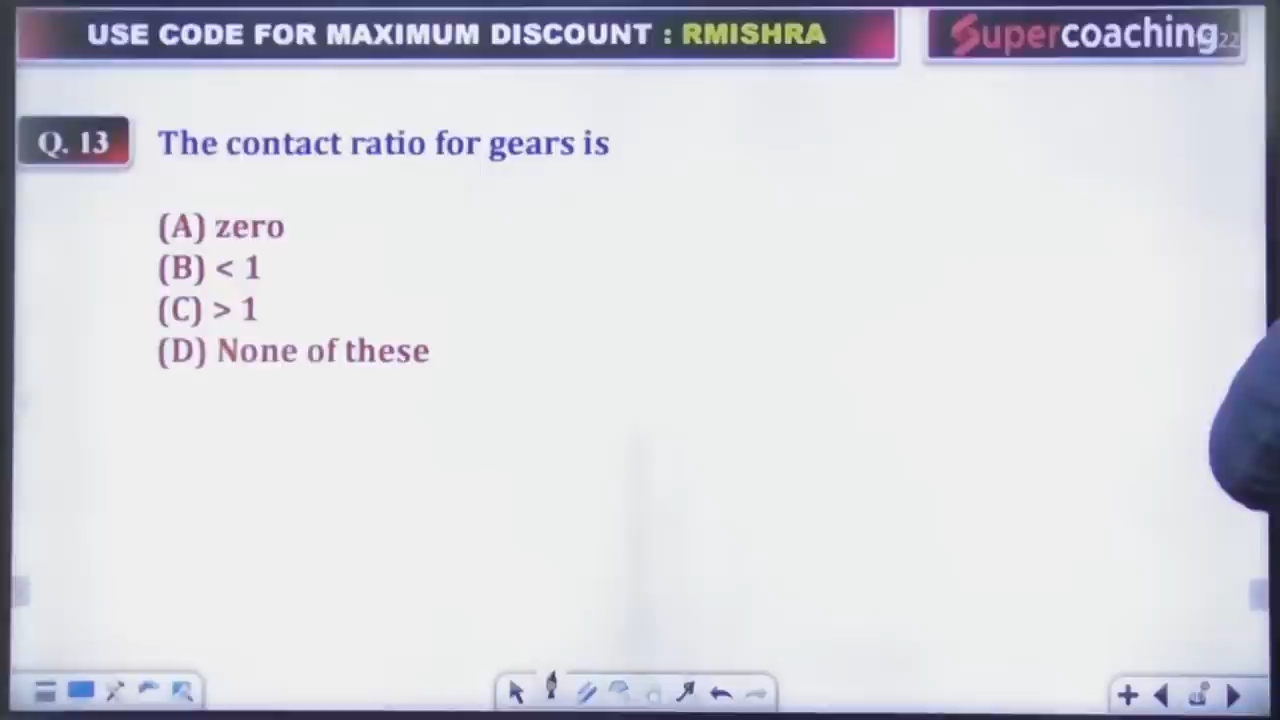 USE CODE FOR MAXIMUM DISCOUNT : RMISHRA
Supercoaching
22
Q. 13
The contact ratio for gears is
(A) zero
(B) < 1
(C) > 1
(D) None of these